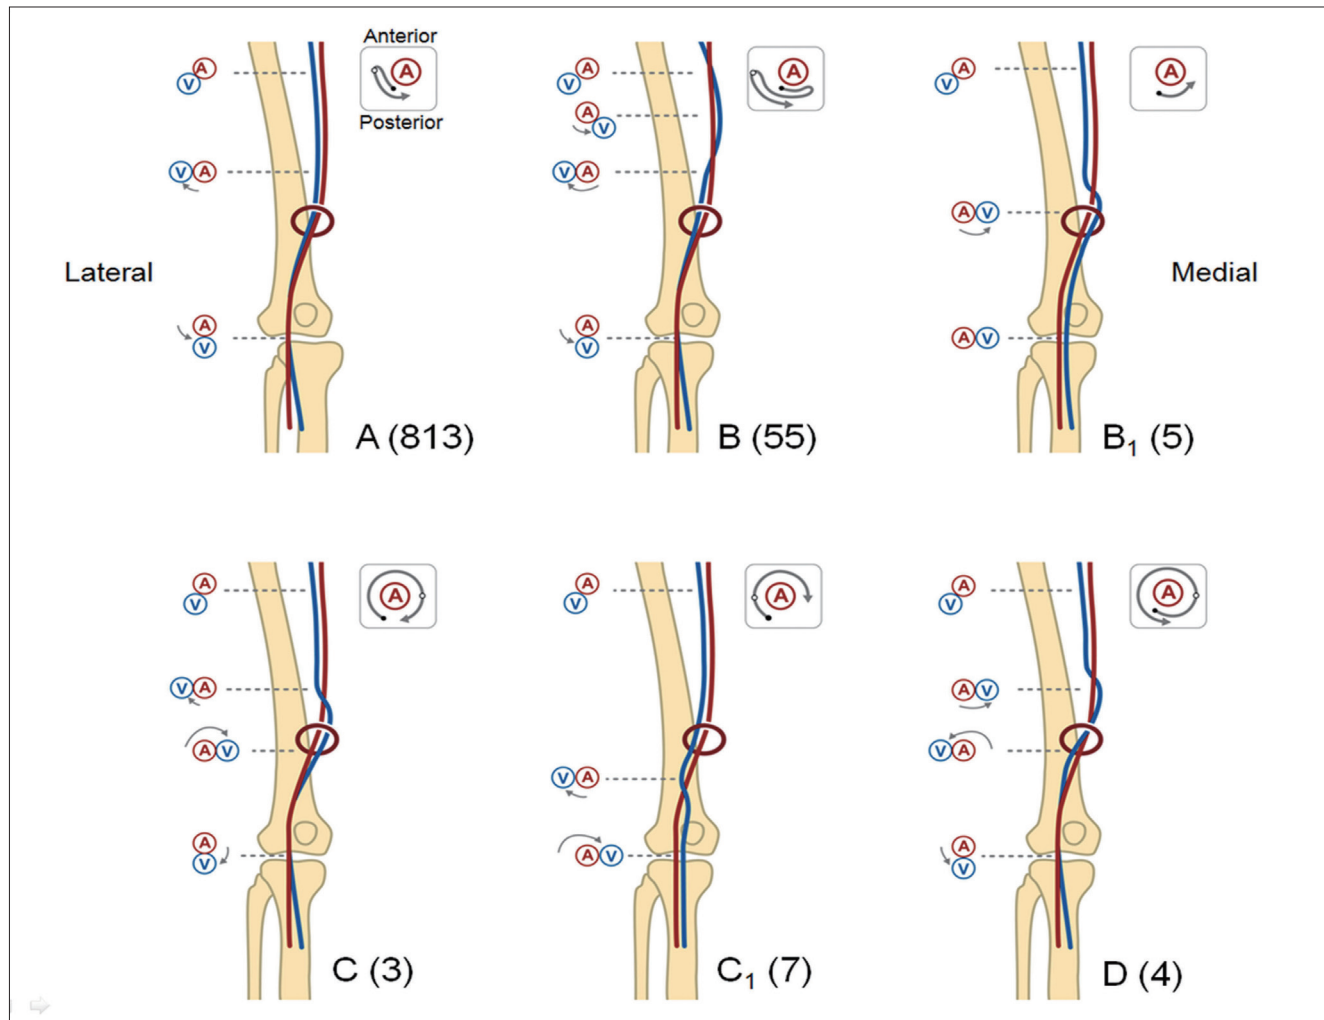 Anterior
A
Posterior
A
V
V A
A
V
A (813)
A
A
V
A
V
V A
A
V
B (55)
A
A
V
A V
A V
B1 (5)
Lateral
Medial
A
A
V
V A
A V
A
V
C (3)
A
A
V
V A
A V
C1 (7)
A
A
V
A V
V A
A
V
D (4)